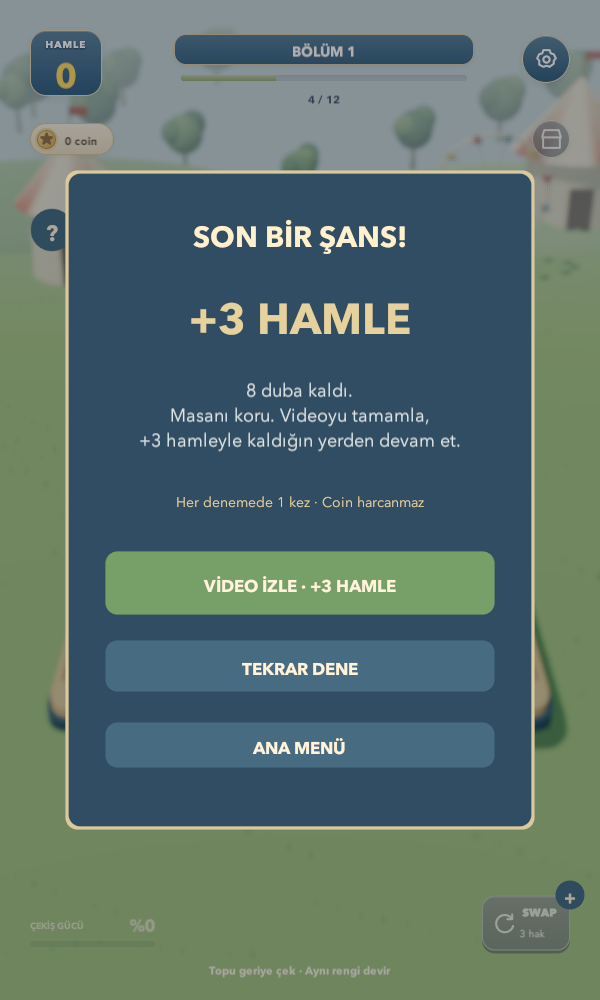 HAMLE
0
BÖLÜM 1
4 / 12
0 coin
?
SON BİR ŞANS!
+3 HAMLE
8 duba kaldı.
Masanı koru. Videoyu tamamla,
+3 hamleyle kaldığın yerden devam et.
Her denemede 1 kez · Coin harcanmaz
VİDEO İZLE · +3 HAMLE
TEKRAR DENE
ANA MENÜ
ÇEKİŞ GÜCÜ
%0
+
SWAP
3 hak
Topu geriye çek · Aynı rengi devir